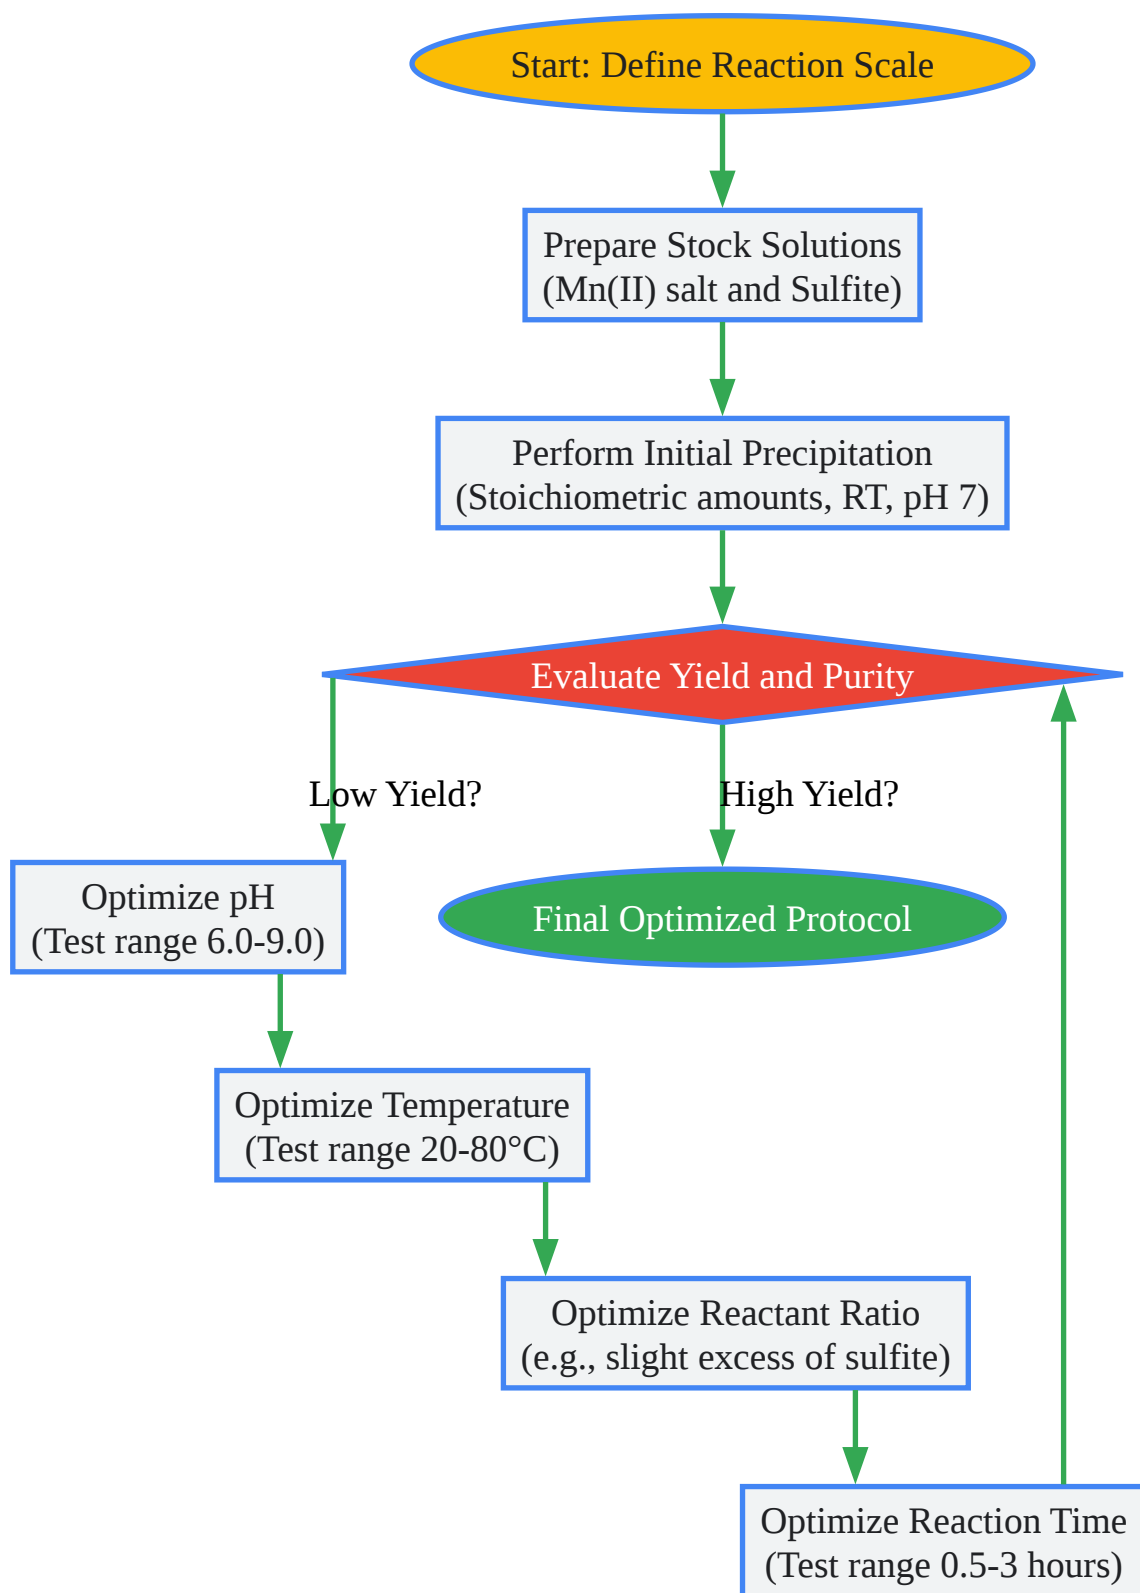 Start: Define Reaction Scale
Prepare Stock Solutions
(Mn(II) salt and Sulfite)
Perform Initial Precipitation
(Stoichiometric amounts, RT, pH 7)
Evaluate Yield and Purity
Low Yield?
High Yield?
Optimize pH
(Test range 6.0-9.0)
Final Optimized Protocol
Optimize Temperature
(Test range 20-80°C)
Optimize Reactant Ratio
(e.g., slight excess of sulfite)
Optimize Reaction Time
(Test range 0.5-3 hours)